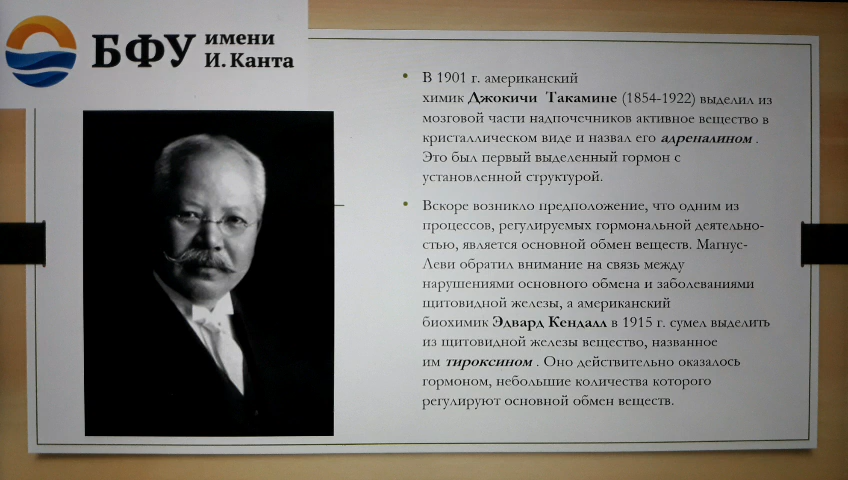 БФУ имени
И. Канта
В 1901 г. американский
химик Джокичи Такамине (1854-1922) выделил из
мозговой части надпочечников активное вещество в
кристаллическом виде и назвал его адреналином .
Это был первый выделенный гормон с
установленной структурой.
Вскоре возникло предположение, что одним из
процессов, регулируемых гормональной деятельно-
стью, является основной обмен веществ. Магнус-
Леви обратил внимание на связь между
нарушениями основного обмена и заболеваниями
щитовидной железы, а американский
биохимик Эдвард Кендалл в 1915 г. сумел выделить
из щитовидной железы вещество, названное
им тироксином . Оно действительно оказалось
гормоном, небольшие количества которого
регулируют основной обмен веществ.